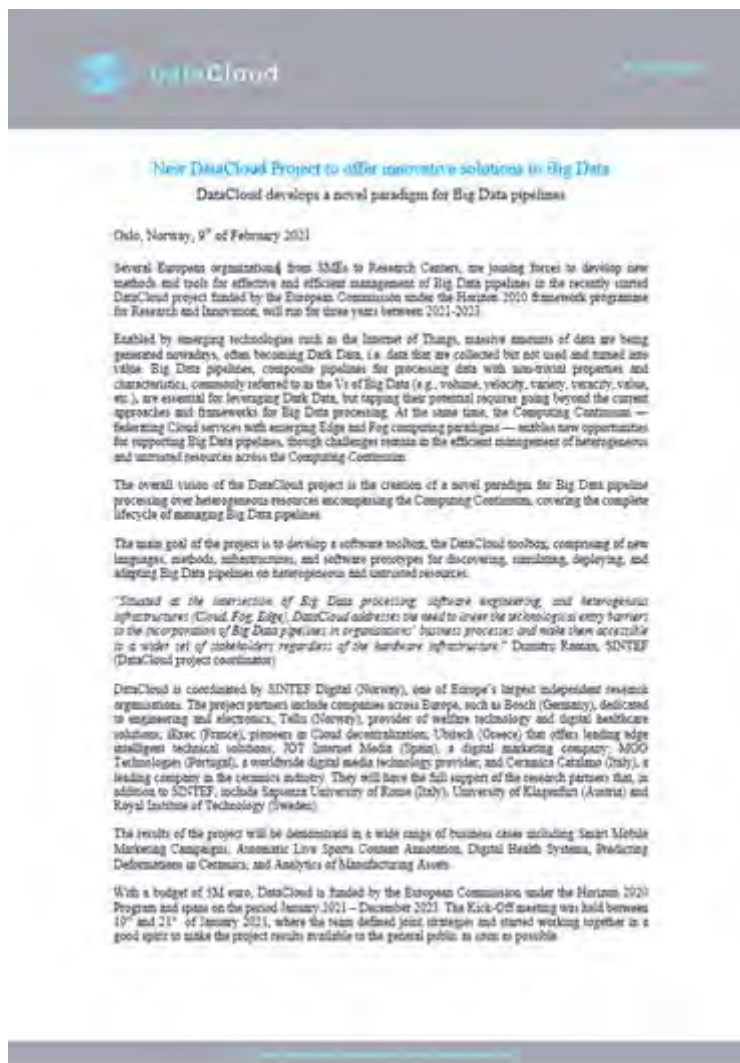 DataCloud
New DataCloud Project to offer innovative solutions in Big Data
DataCloud develops a novel paradigm for Big Data pipelines
Oslo, Norway, 9th of February 2021
Several European organizations, from SMEs to Research Centers, are joining forces to develop new
methods and tools for effective and efficient management of Big Data pipelines in the recently started
DataCloud project funded by the European Commission under the Horizon 2020 framework programme
for Research and Innovation, will run for three years between 2021-2023.
Enabled by emerging technologies such as the Internet of Things, massive amounts of data are being
generated nowadays, often becoming Dark Data, i.e. data that are collected but not used and turned into
value. Big Data pipelines, composite pipelines for processing data with non-trivial properties and
characteristics, commonly referred to as the Vs of Big Data (e.g., volume, velocity, variety, veracity, value,
etc.), are essential for leveraging Dark Data, but tapping their potential requires going beyond the current
approaches and frameworks for Big Data processing. At the same time, the Computing Continuum —
federating Cloud services with emerging Edge and Fog computing paradigms — enables new opportunities
for supporting Big Data pipelines, though challenges remain in the efficient management of heterogeneous
and untrusted resources across the Computing Continuum.
The overall vision of the DataCloud project is the creation of a novel paradigm for Big Data pipeline
processing over heterogeneous resources encompassing the Computing Continuum, covering the complete
lifecycle of managing Big Data pipelines.
The main goal of the project is to develop a software toolbox, the DataCloud toolbox, comprising of new
languages, methods, infrastructures, and software prototypes for discovering, simulating, deploying, and
adapting Big Data pipelines on heterogeneous and untrusted resources.
"Situated at the intersection of Big Data processing, software engineering, and heterogenous
infrastructures (Cloud, Fog, Edge), DataCloud addresses the need to lower the technological entry barriers
to the incorporation of Big Data pipelines in organizations' business processes and make them accessible
to a wider set of stakeholders regardless of the hardware infrastructure." Dumitru Roman, SINTEF
(DataCloud project coordinator)
DataCloud is coordinated by SINTEF Digital (Norway), one of Europe's largest independent research
organisations. The project partners include companies across Europe, such as Bosch (Germany), dedicated
to engineering and electronics, Tellu (Norway), provider of welfare technology and digital healthcare
solutions, iExec (France), pioneers in Cloud decentralization; Ubitech (Greece) that offers leading edge
intelligent technical solutions; JOT Internet Media (Spain), a digital marketing company; MOG
Technologies (Portugal), a worldwide digital media technology provider, and Ceramica Catalano (Italy), a
leading company in the ceramics industry. They will have the full support of the research partners that, in
addition to SINTEF, include Sapienza University of Rome (Italy), University of Klagenfurt (Austria) and
Royal Institute of Technology (Sweden).
The results of the project will be demonstrate in a wide range of business cases including Smart Mobile
Marketing Campaigns, Automatic Live Sports Content Annotation, Digital Health Systems, Predicting
Deformations in Ceramics, and Analytics of Manufacturing Assets.
With a budget of 5M euro, DataCloud is funded by the European Commission under the Horizon 2020
Program and spans on the period January 2021 – December 2023. The Kick-Off meeting was held between
19th and 21st of January 2021, where the team defined joint strategies and started working together in a
good spirit to make the project results available to the general public as soon as possible.